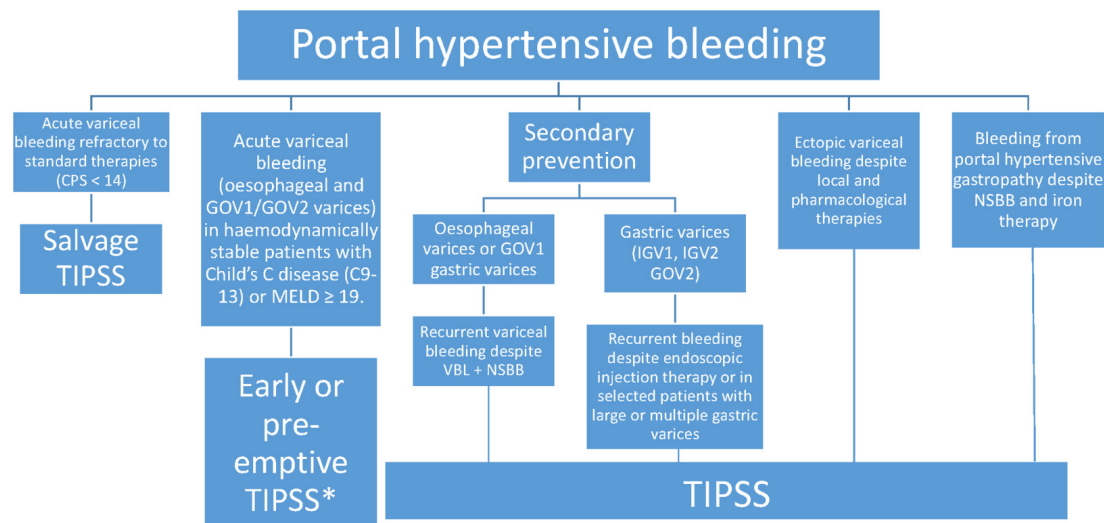 Portal hypertensive bleeding
Acute variceal
bleeding refractory to
standard therapies
(CPS < 14)
Salvage
TIPSS
Acute variceal
bleeding
(oesophageal and
GOV1/GOV2 varices)
in haemodynamically
stable patients with
Child's C disease (C9-
13) or MELD ≥ 19.
Early or
pre-
emptive
TIPSS*
Secondary
prevention
Oesophageal
varices or GOV1
gastric varices
Recurrent variceal
bleeding despite
VBL + NSBB
Gastric varices
(IGV1, IGV2
GOV2)
Recurrent bleeding
despite endoscopic
injection therapy or in
selected patients with
large or multiple gastric
varices
Ectopic variceal
bleeding despite
local and
pharmacological
therapies
Bleeding from
portal hypertensive
gastropathy despite
NSBB and iron
therapy
TIPSS